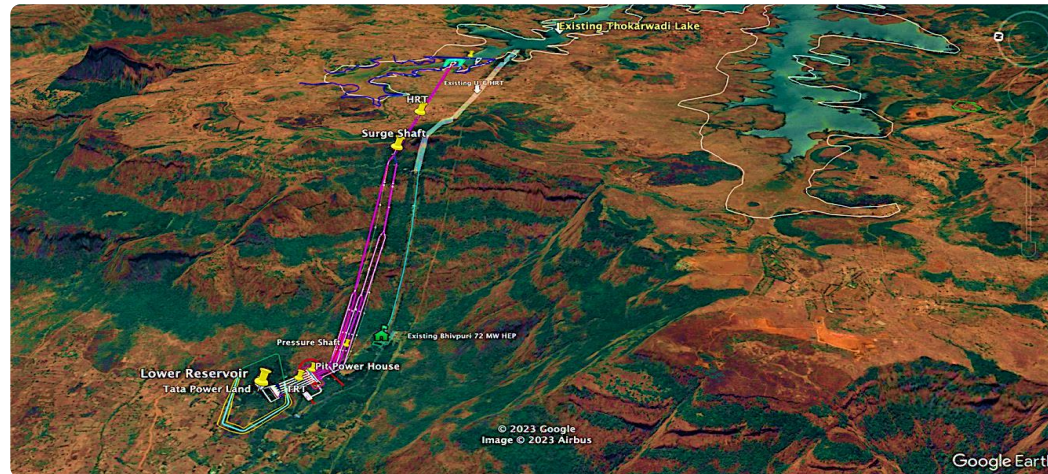 Existing Thokarwadi Lake
Existing U/G HRT
HRT
Surge Shaft
Existing Bhivpuri 72 MW HEP
Pressure Shaft
Pit Power House
Lower Reservoir
Tata Power Land
TRT
© 2023 Google
Image © 2023 Airbus
Google Earth